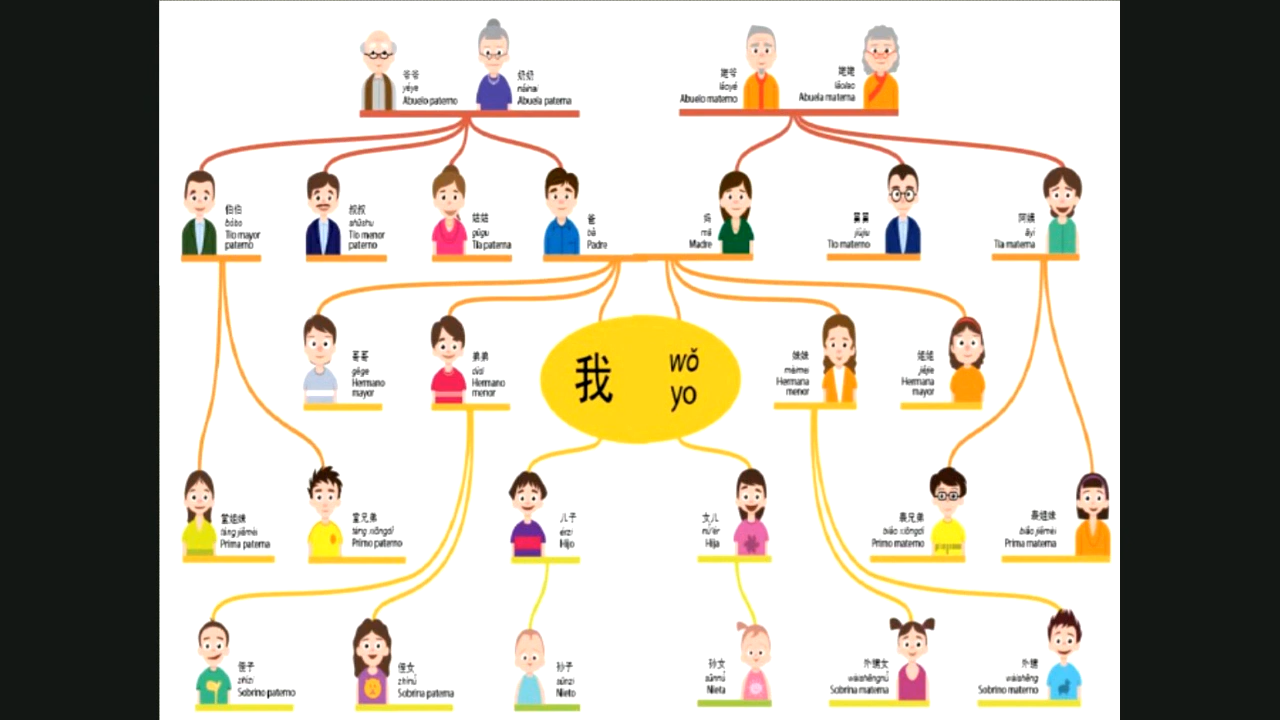 爷爷
yéye
Abuelo paterno
奶奶
nǎinai
Abuela paterna
姥爷
lǎoyé
Abuelo materno
姥姥
lǎolao
Abuela materna
伯伯
bóbo
Tío mayor
paterno
叔叔
shūshu
Tío menor
paterno
姑姑
gūgu
Tía paterna
爸
bà
Padre
妈
mā
Madre
舅舅
jiùjiu
Tío materno
阿姨
āyí
Tía materna
哥哥
gēge
Hermano
mayor
弟弟
dìdi
Hermano
menor
我
wǒ
yo
妹妹
mèimei
Hermana
menor
姐姐
jiějie
Hermana
mayor
堂姐妹
táng jiěmèi
Prima paterna
堂兄弟
táng xiōngdì
Primo paterno
儿子
érzi
Hijo
女儿
nǚ'ér
Hija
表兄弟
biǎo xiōngdì
Primo materno
表姐妹
biǎo jiěmèi
Prima materna
侄子
zhízi
Sobrino paterno
侄女
zhínǚ
Sobrina paterna
孙子
sūnzi
Nieto
孙女
sūnnǚ
Nieta
外甥女
wàishēngnǚ
Sobrina materna
外甥
wàishēng
Sobrino materno